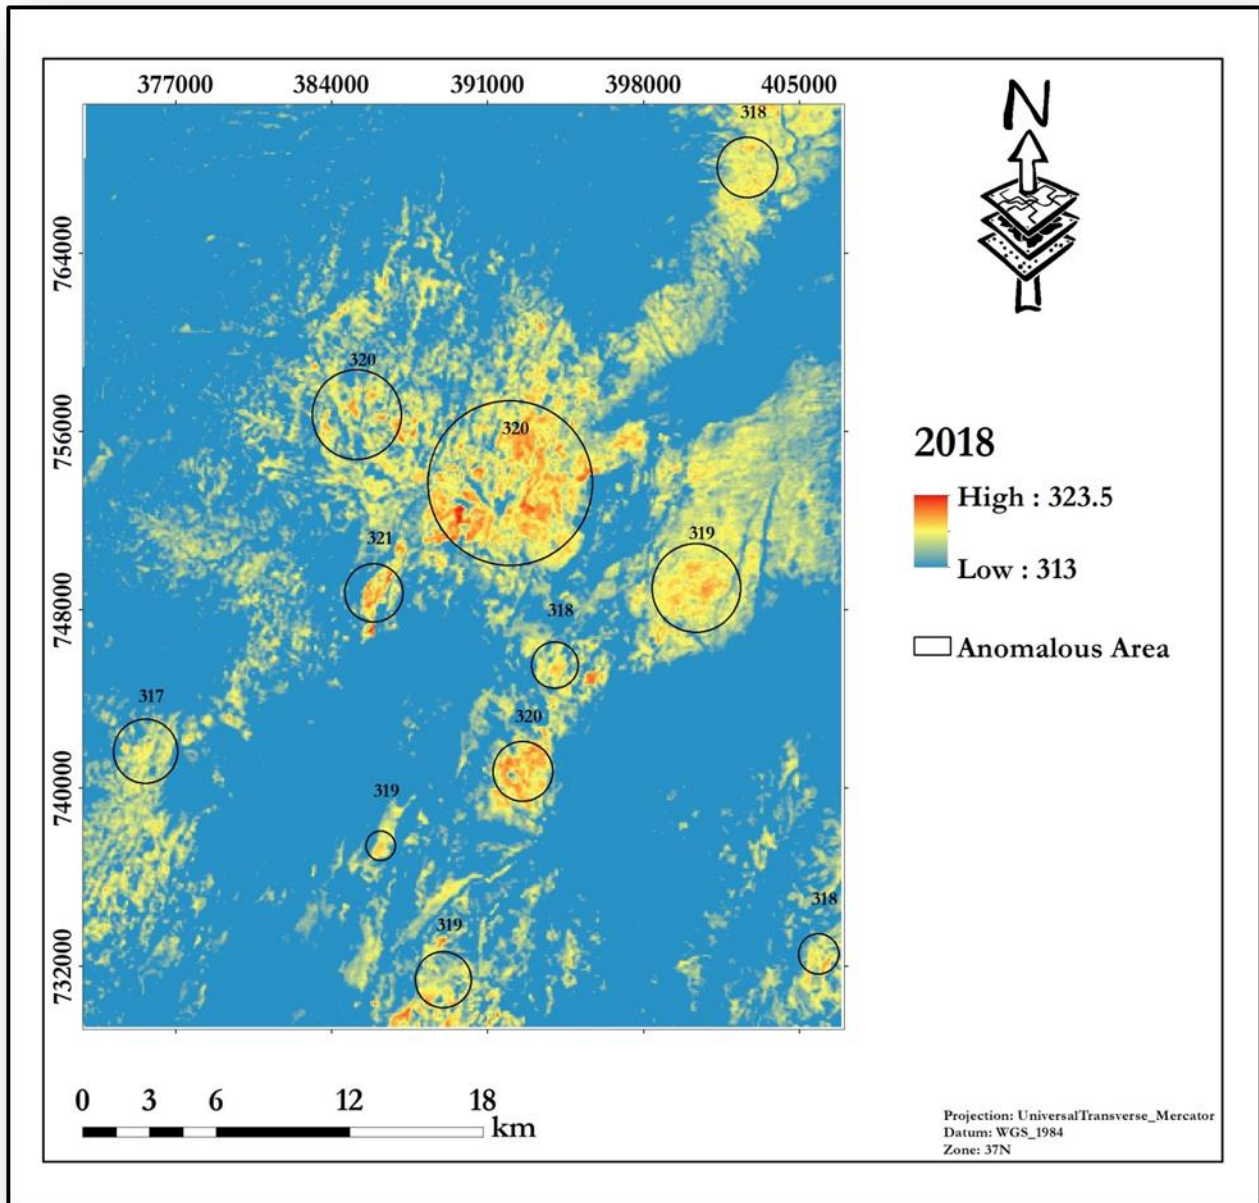 377000 384000 391000 398000 405000
N
318
764000
320
320
756000
321
319
748000
318
2018
High : 323.5
Low : 313
Anomalous Area
317
320
740000
319
318
319
732000
0 3 6 12 18
km
Projection: UniversalTransverse_Mercator
Datum: WGS_1984
Zone: 37N